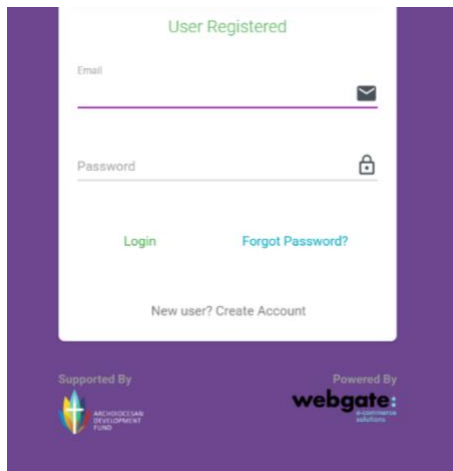 User Registered
Email
Password
Login Forgot Password?
New user? Create Account
Supported By Powered By
ARCHDIOCESAN
DEVELOPMENT
FUND
webgate:
e-commerce
solutions